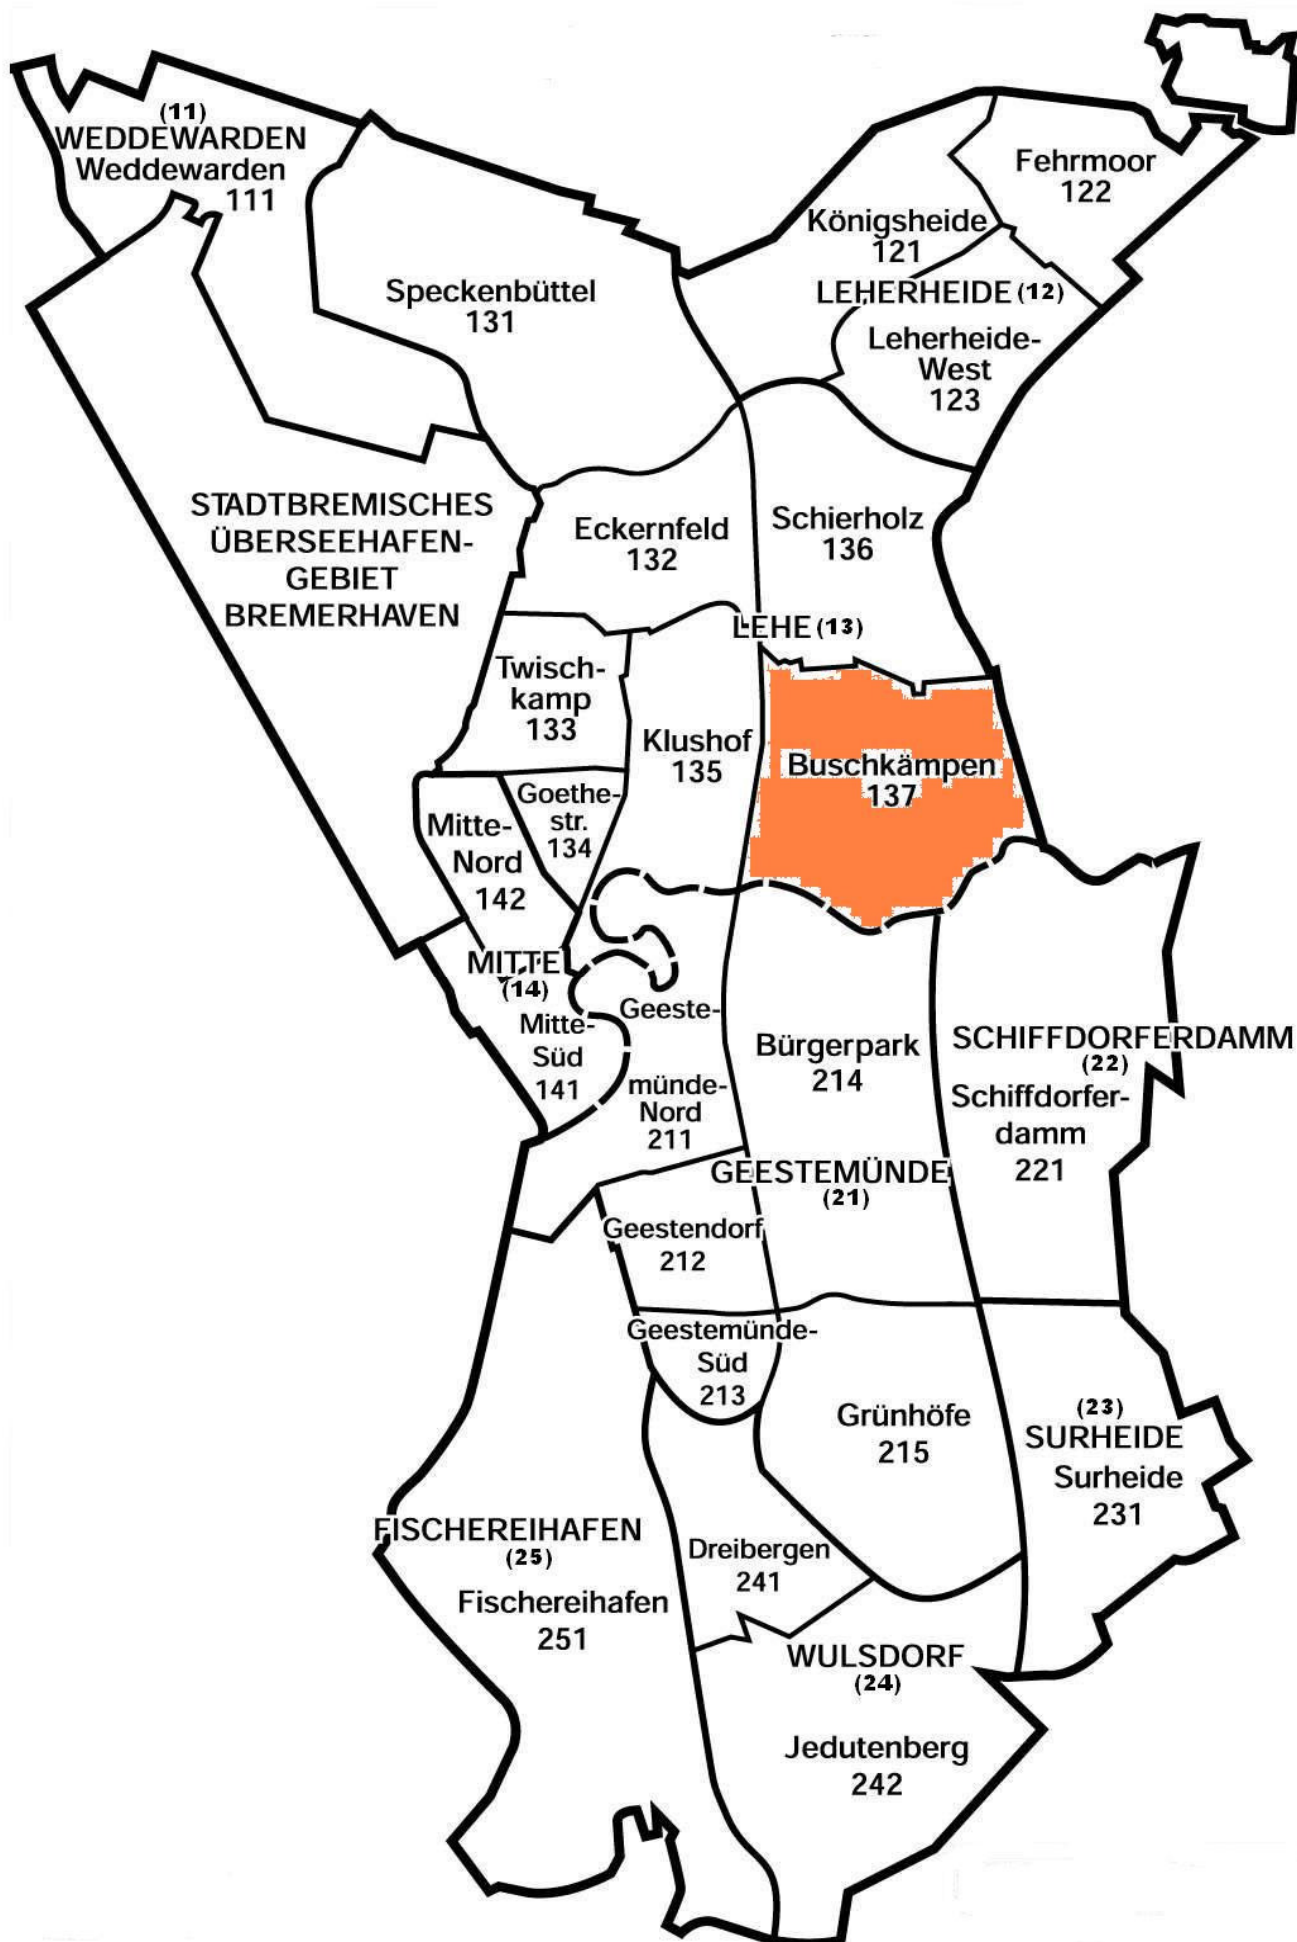 (11)
WEDDEWARDEN
Weddewarden
111
Fehrmoor
122
Königsheide
121
LEHERHEIDE (12)
Leherheide-
West
123
Speckenbüttel
131
STADTBREMISCHES
ÜBERSEEHAFEN-
GEBIET
BREMERHAVEN
Eckernfeld
132
Schierholz
136
LEHE (13)
Twisch-
kamp
133
Klushof
135
Buschkämpen
137
Goethe-
str.
134
Mitte-
Nord
142
MITTE
(14)
Mitte-
Süd
141
Geeste-
münde-
Nord
211
Bürgerpark
214
SCHIFFDORFERDAMM
(22)
Schiffdorfer-
damm
221
GEESTEMÜNDE
(21)
Geestendorf
212
Geestemünde-
Süd
213
Grünhöfe
215
(23)
SURHEIDE
Surheide
231
FISCHEREIHAFEN
(25)
Fischereihafen
251
Dreibergen
241
WULSDORF
(24)
Jedutenberg
242